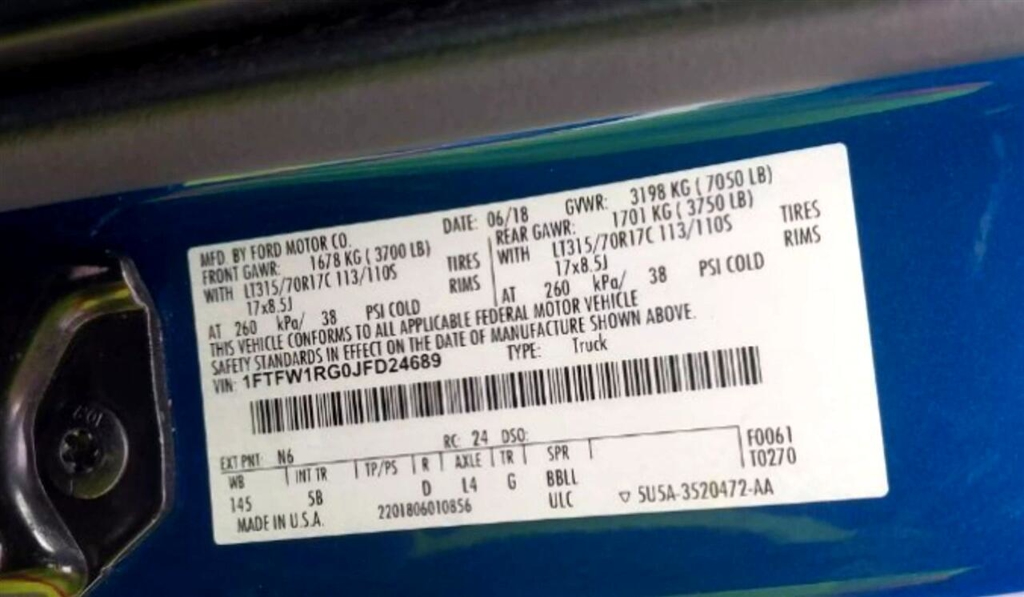 MFD. BY FORD MOTOR CO.
DATE: 06/18 GVWR: 3198 KG ( 7050 LB)
FRONT GAWR: 1678 KG ( 3700 LB)
WITH LT315/70R17C 113/110S TIRES
17x8.5J RIMS
AT 260 kPa/ 38 PSI COLD
REAR GAWR: 1701 KG ( 3750 LB)
WITH LT315/70R17C 113/110S TIRES
17x8.5J RIMS
AT 260 kPa/ 38 PSI COLD
THIS VEHICLE CONFORMS TO ALL APPLICABLE FEDERAL MOTOR VEHICLE
SAFETY STANDARDS IN EFFECT ON THE DATE OF MANUFACTURE SHOWN ABOVE.
VIN: 1FTFW1RG0JFD24689 TYPE: Truck
EXT PNT: N6 RC: 24 DSO: F0061
WB INT TR TP/PS R AXLE TR SPR T0270
145 5B D L4 G BBLL
ULC
MADE IN U.S.A. 2201806010856 ▽ 5U5A-3520472-AA